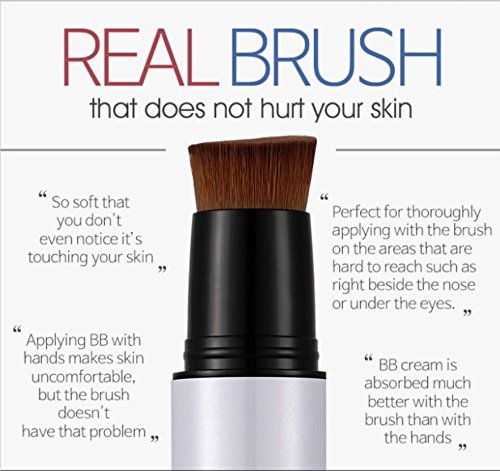 REAL BRUSH
that does not hurt your skin
“ So soft that
you don't
even notice it's
touching your skin ”
“ Perfect for thoroughly
applying with the brush
on the areas that are
hard to reach such as
right beside the nose
or under the eyes. ”
“ Applying BB with
hands makes skin
uncomfortable,
but the brush
doesn't
have that problem ”
“ BB cream is
absorbed much
better with the
brush than with
the hands ”